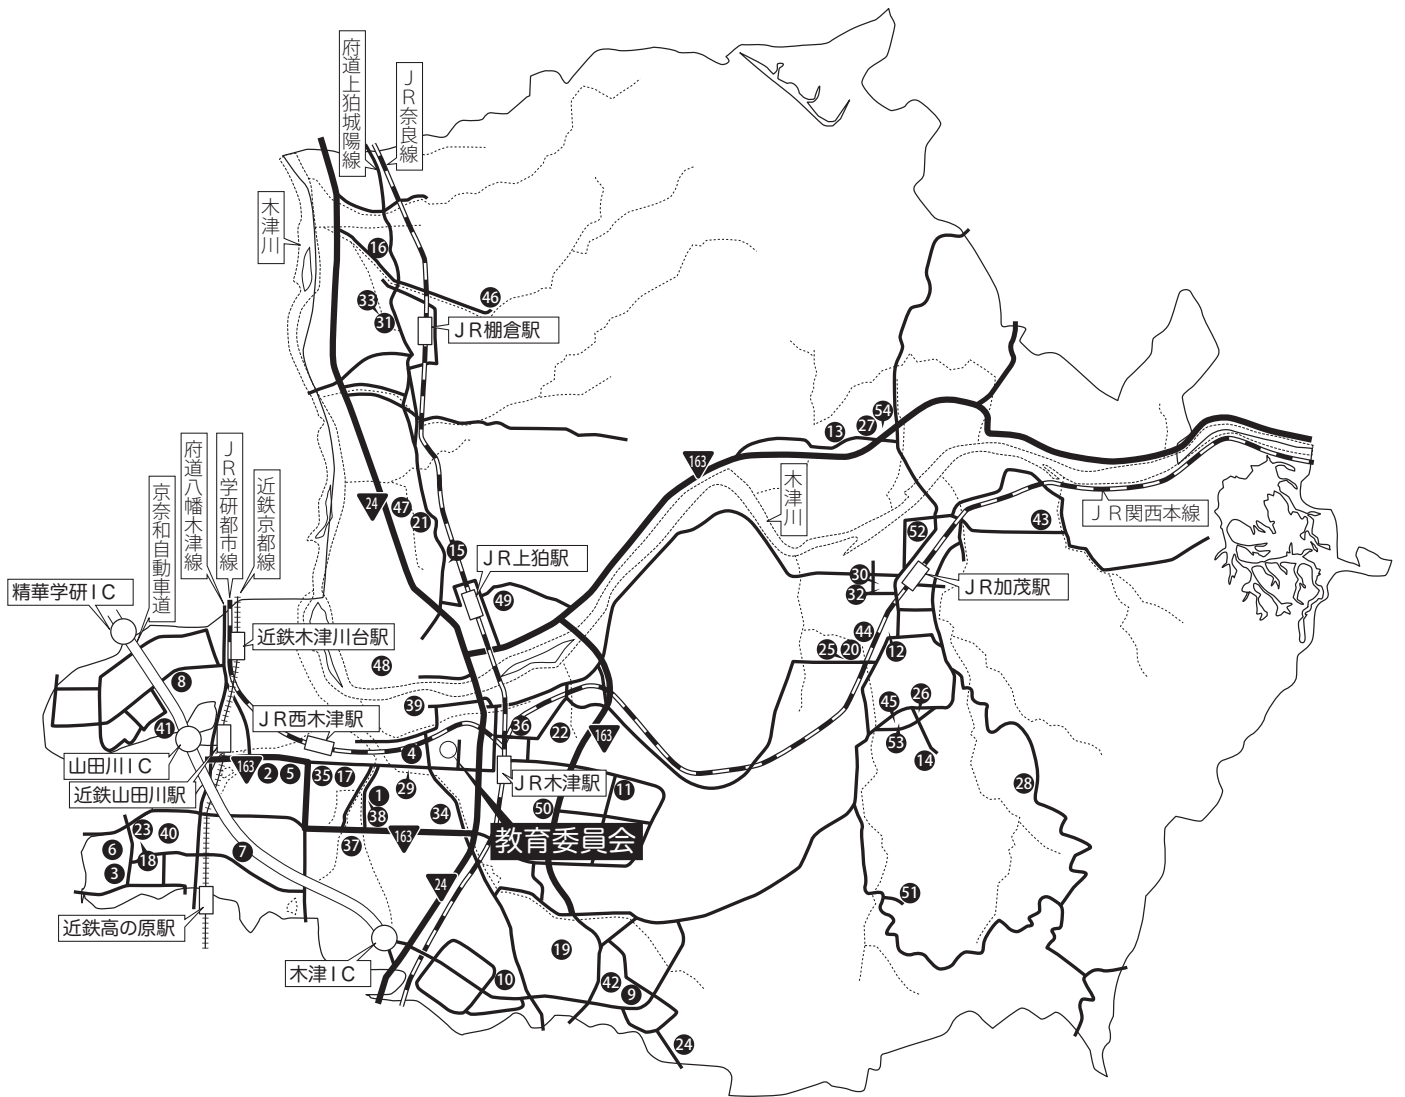 府道上狛城陽線
JR奈良線
木津川
16
46
33
31
JR棚倉駅
54
27
13
163
木津川
府道八幡木津線
JR学研都市線
近鉄京都線
京奈和自動車道
24
47
21
15
JR上狛駅
52
43
JR関西本線
精華学研IC
49
30
32
JR加茂駅
近鉄木津川台駅
48
44
25
20
12
8
39
45
26
41
JR西木津駅
36
22
163
53
14
山田川IC
4
163
2
5
35
17
29
JR木津駅
28
近鉄山田川駅
1
38
34
50
11
23
40
37
163
教育委員会
6
3
18
7
24
51
近鉄高の原駅
19
木津IC
10
42
9
24